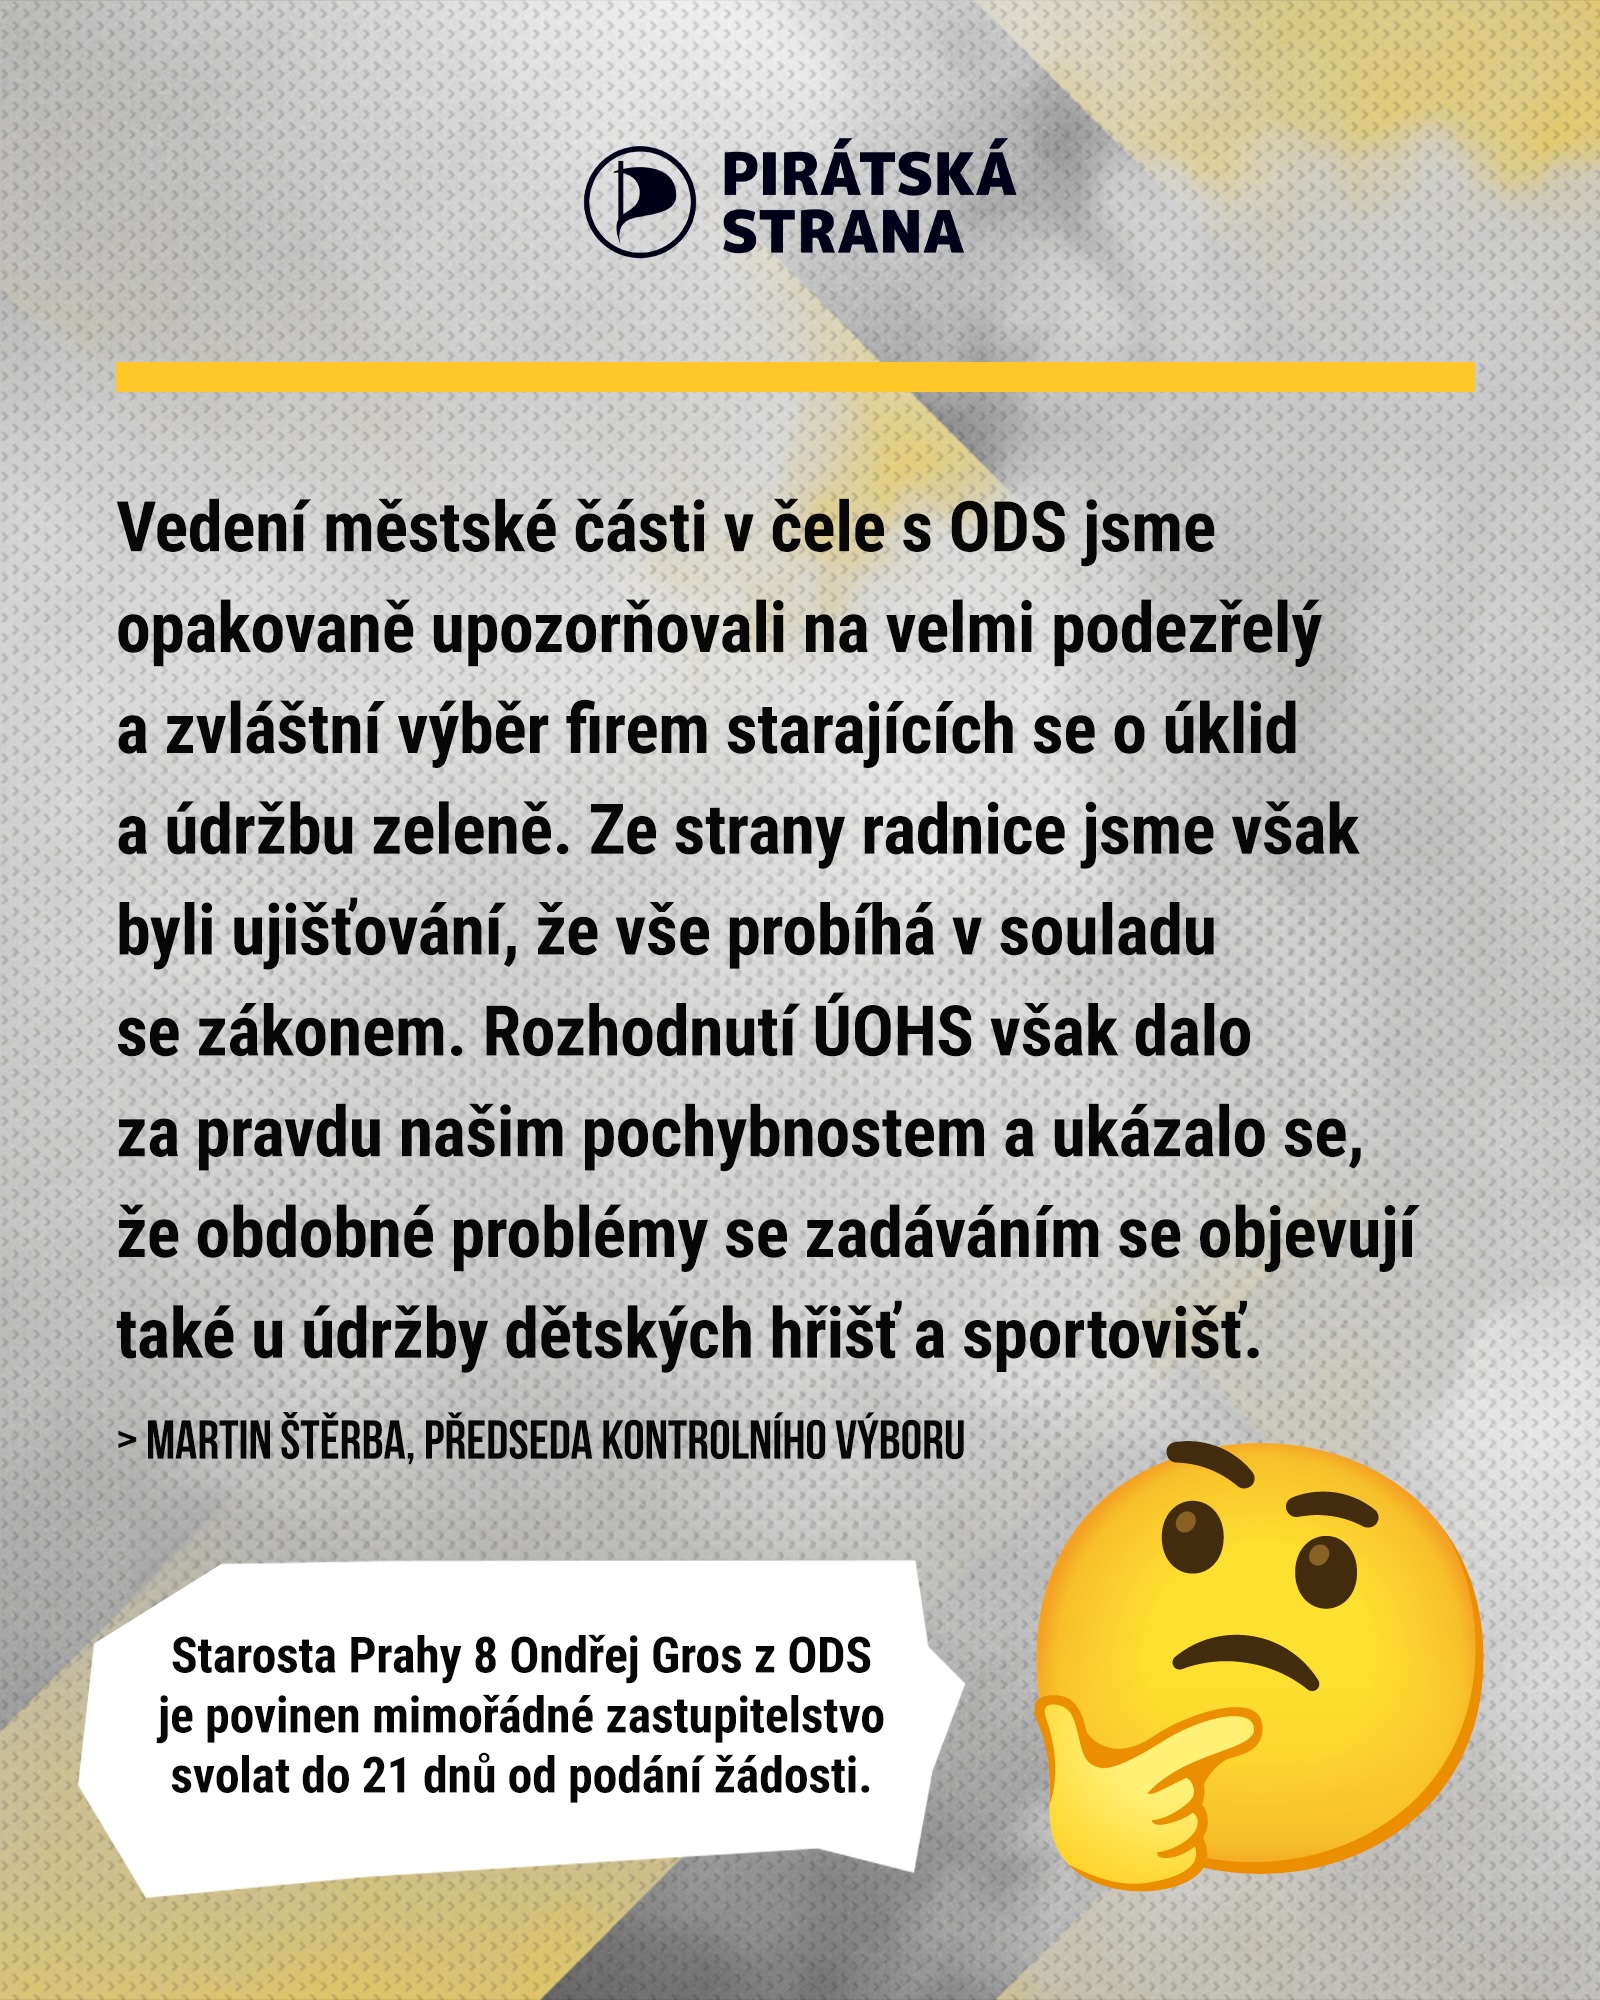 PIRÁTSKÁ
STRANA
Vedení městské části v čele s ODS jsme
opakovaně upozorňovali na velmi podezřelý
a zvláštní výběr firem starajících se o úklid
a údržbu zeleně. Ze strany radnice jsme však
byli ujišťování, že vše probíhá v souladu
se zákonem. Rozhodnutí ÚOHS však dalo
za pravdu našim pochybnostem a ukázalo se,
že obdobné problémy se zadáváním se objevují
také u údržby dětských hřišť a sportovišť.
> MARTIN ŠTĚRBA, PŘEDSEDA KONTROLNÍHO VÝBORU
Starosta Prahy 8 Ondřej Gros z ODS
je povinen mimořádné zastupitelstvo
svolat do 21 dnů od podání žádosti.